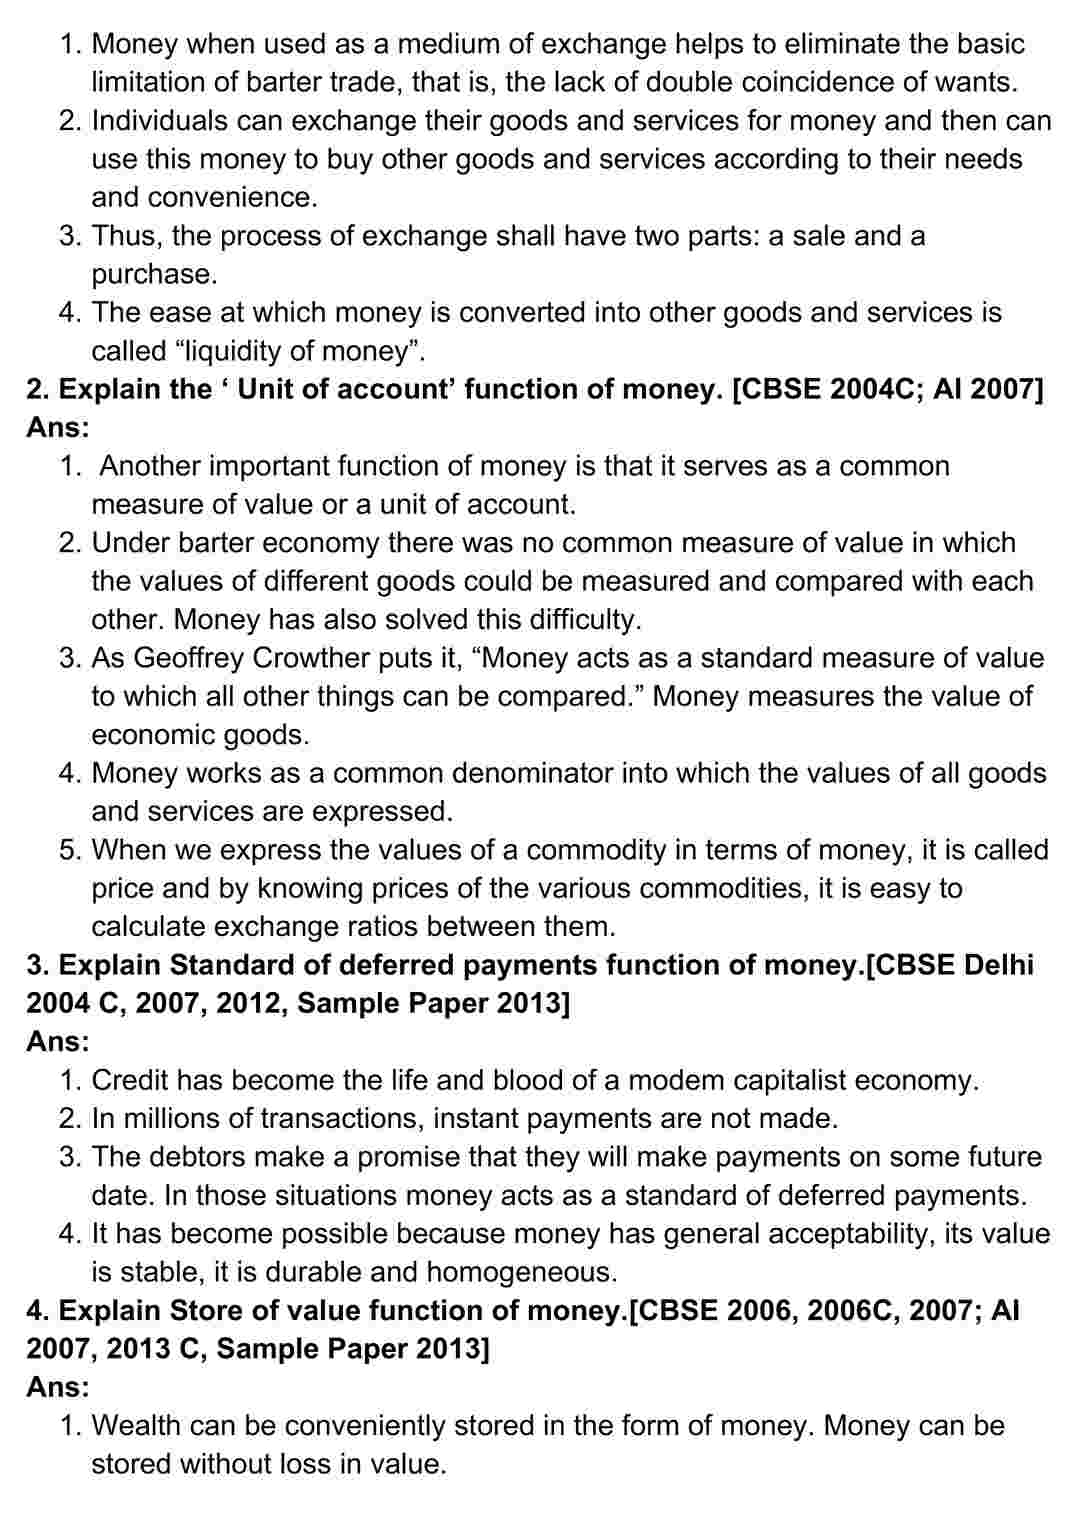 1. Money when used as a medium of exchange helps to eliminate the basic
limitation of barter trade, that is, the lack of double coincidence of wants.
2. Individuals can exchange their goods and services for money and then can
use this money to buy other goods and services according to their needs
and convenience.
3. Thus, the process of exchange shall have two parts: a sale and a
purchase.
4. The ease at which money is converted into other goods and services is
called “liquidity of money”.
2. Explain the ‘ Unit of account’ function of money. [CBSE 2004C; AI 2007]
Ans:
1. Another important function of money is that it serves as a common
measure of value or a unit of account.
2. Under barter economy there was no common measure of value in which
the values of different goods could be measured and compared with each
other. Money has also solved this difficulty.
3. As Geoffrey Crowther puts it, “Money acts as a standard measure of value
to which all other things can be compared.” Money measures the value of
economic goods.
4. Money works as a common denominator into which the values of all goods
and services are expressed.
5. When we express the values of a commodity in terms of money, it is called
price and by knowing prices of the various commodities, it is easy to
calculate exchange ratios between them.
3. Explain Standard of deferred payments function of money.[CBSE Delhi
2004 C, 2007, 2012, Sample Paper 2013]
Ans:
1. Credit has become the life and blood of a modem capitalist economy.
2. In millions of transactions, instant payments are not made.
3. The debtors make a promise that they will make payments on some future
date. In those situations money acts as a standard of deferred payments.
4. It has become possible because money has general acceptability, its value
is stable, it is durable and homogeneous.
4. Explain Store of value function of money.[CBSE 2006, 2006C, 2007; AI
2007, 2013 C, Sample Paper 2013]
Ans:
1. Wealth can be conveniently stored in the form of money. Money can be
stored without loss in value.